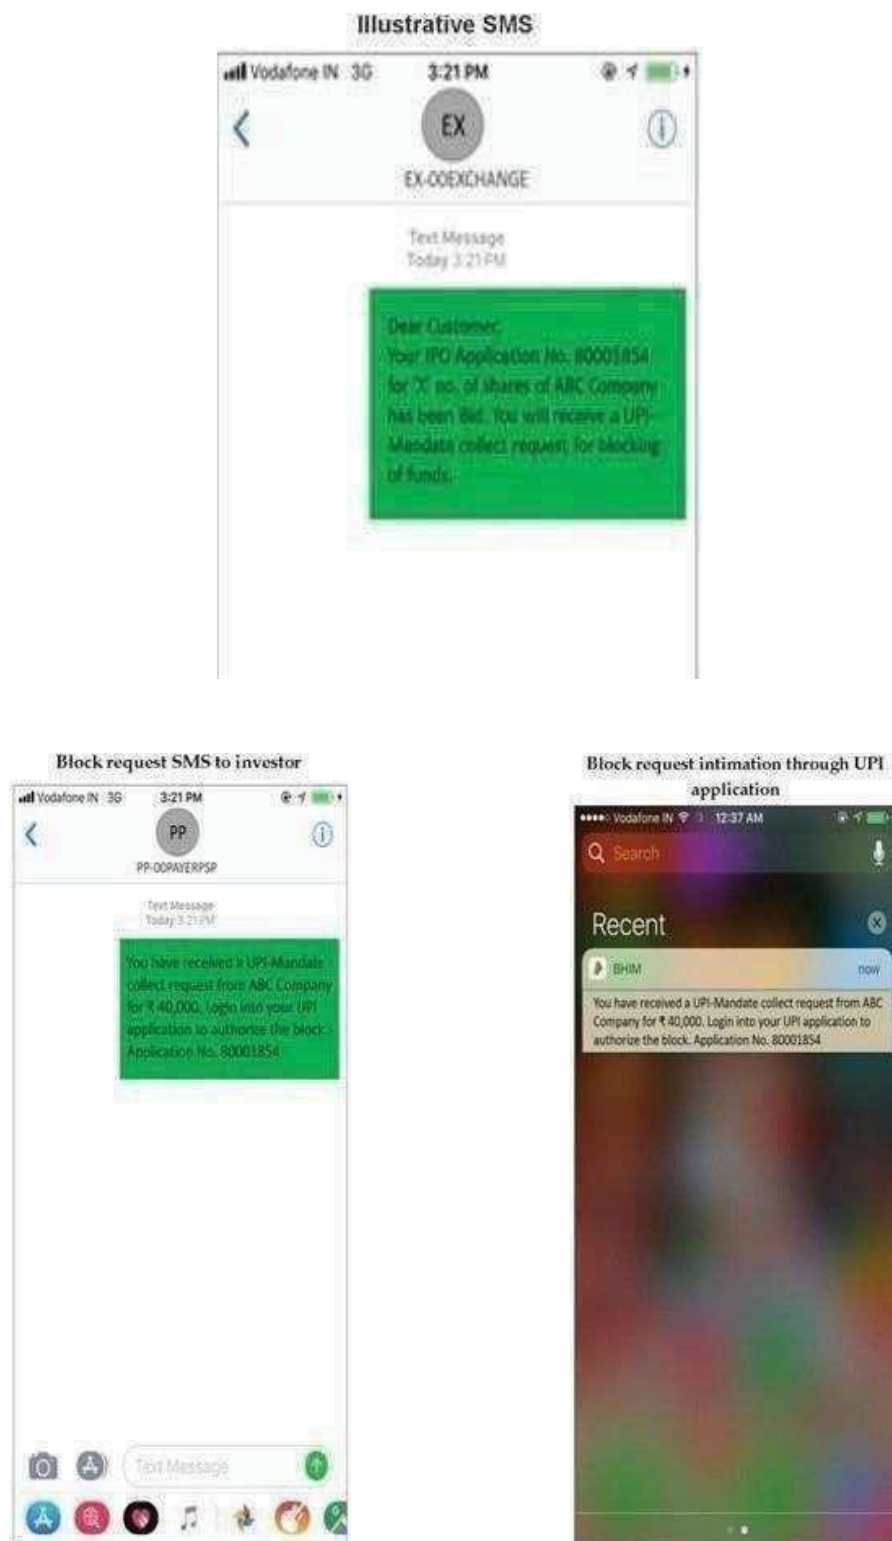 Illustrative SMS
Vodafone IN 3G 3:21 PM
EX
EX-OOEXCHANGE
Text Message
Today 3:21 PM
Dear Customer,
Your IPO Application No. 80001854
for 'X' no. of shares of ABC Company
has been Bid. You will receive a UPI-
Mandate collect request for blocking
of funds.
Block request SMS to investor
Vodafone IN 3G 3:21 PM
PP
PP-OOPAYERPSP
Text Message
Today 3:21 PM
You have received a UPI-Mandate
collect request from ABC Company
for ₹ 40,000. Login into your UPI
application to authorize the block.
Application No. 80001854
Text Message
Block request intimation through UPI
application
Vodafone IN 12:37 AM
Search
Recent
BHIM now
You have received a UPI-Mandate collect request from ABC
Company for ₹ 40,000. Login into your UPI application to
authorize the block. Application No. 80001854